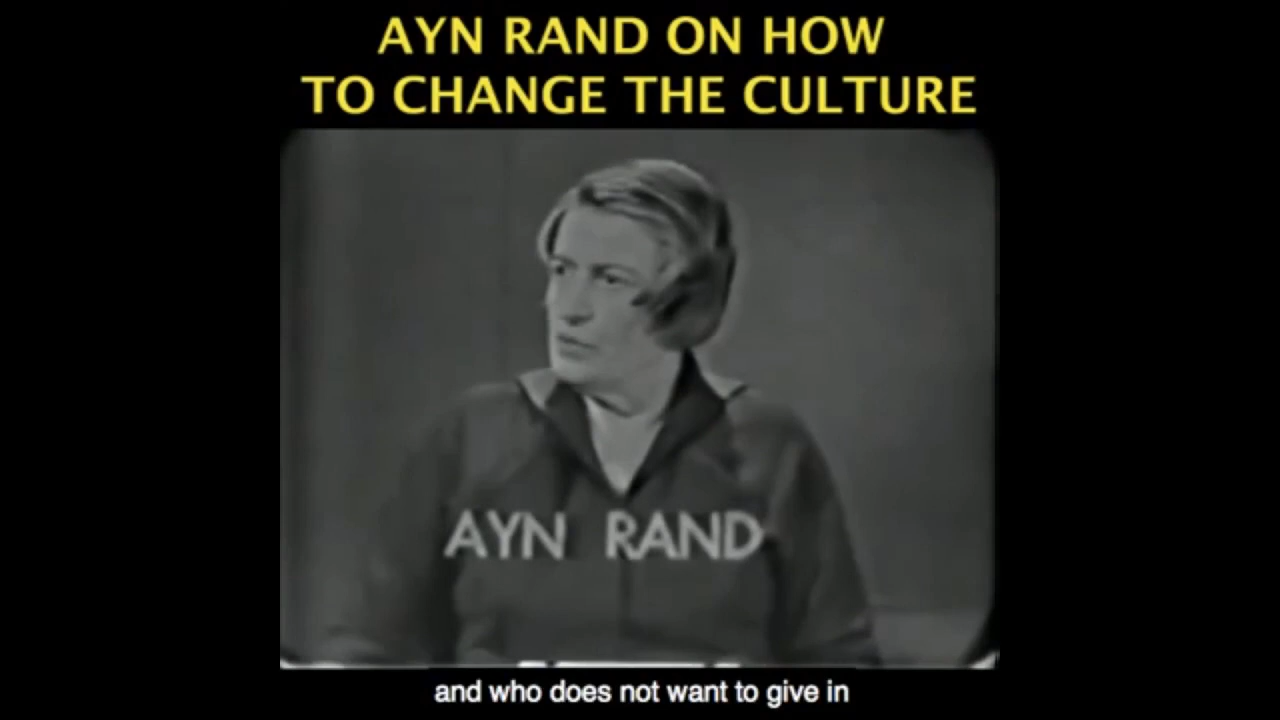 AYN RAND ON HOW
TO CHANGE THE CULTURE
AYN RAND
and who does not want to give in